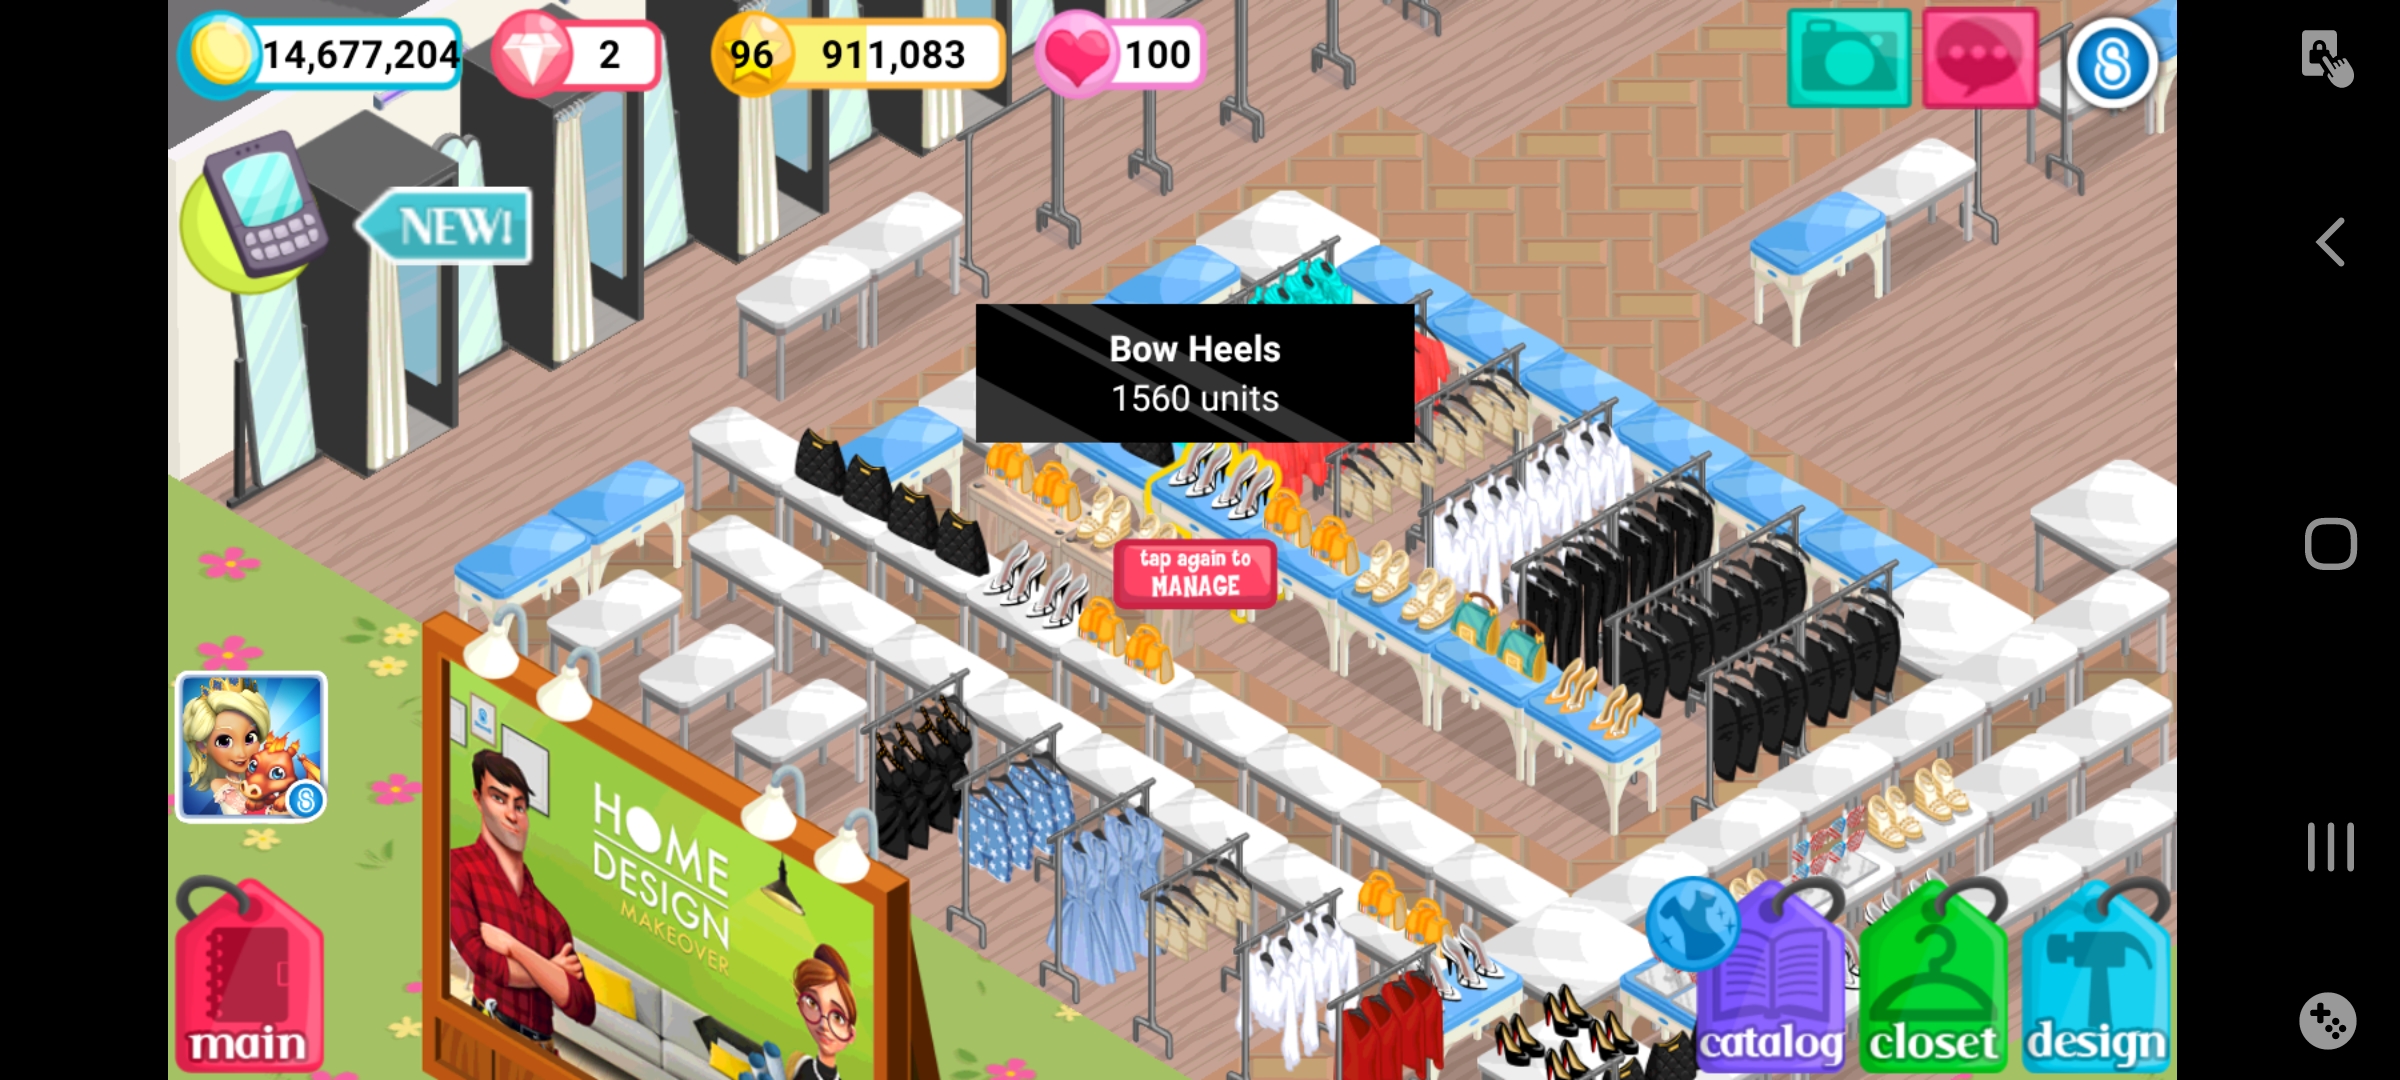 14,677,204
2
96
911,083
100
NEW!
Bow Heels
1560 units
tap again to
MANAGE
HOME
DESIGN
MAKEOVER
main
catalog
closet
design